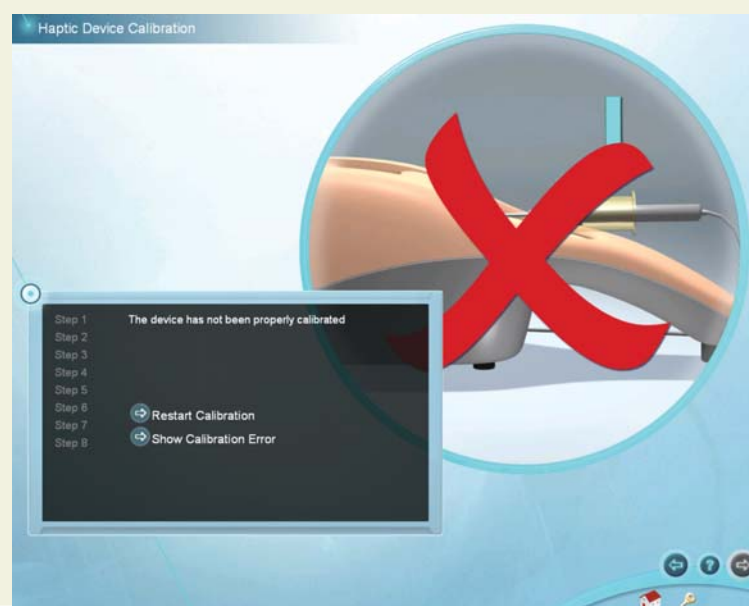 Haptic Device Calibration
Step 1 The device has not been properly calibrated
Step 2
Step 3
Step 4
Step 5
Step 6 Restart Calibration
Step 7
Step 8 Show Calibration Error
?